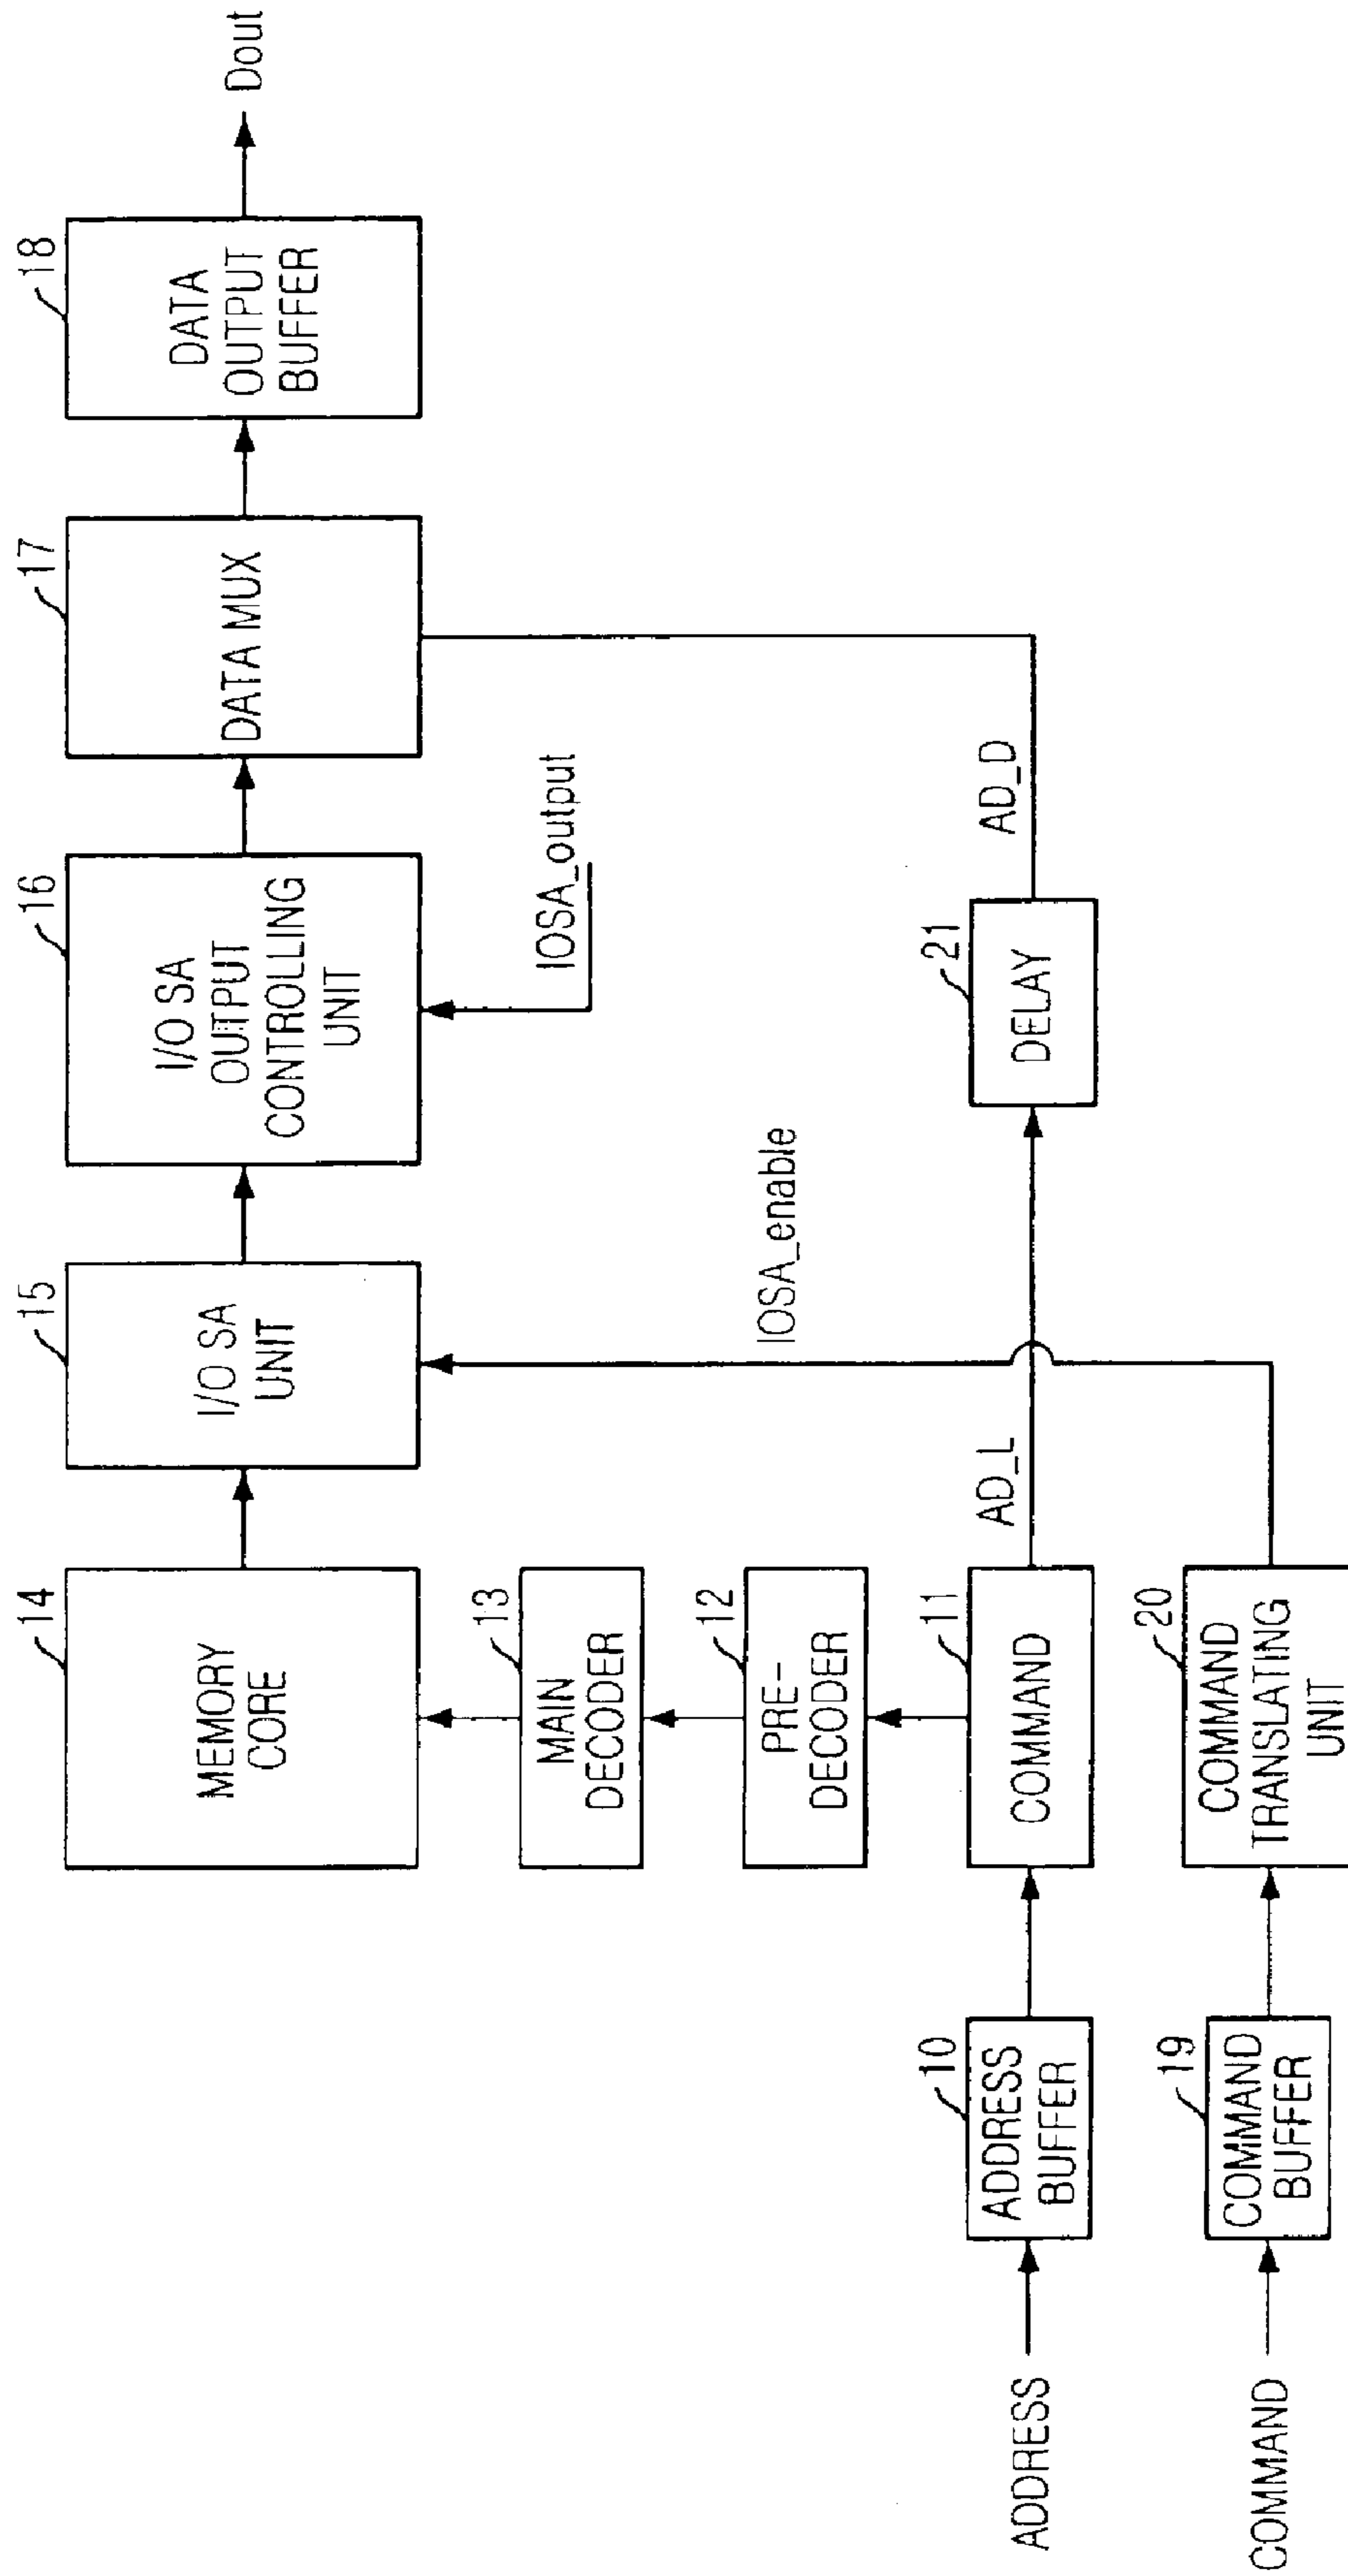 14
MEMORY
CORE
15
I/O SA
UNIT
16
I/O SA
OUTPUT
CONTROLLING
UNIT
17
DATA MUX
18
DATA
OUTPUT
BUFFER
Dout
13
MAIN
DECODER
IOSA_output
12
PRE-
DECODER
IOSA_enable
ADDRESS
10
ADDRESS
BUFFER
11
COMMAND
AD_L
21
DELAY
AD_D
COMMAND
19
COMMAND
BUFFER
20
COMMAND
TRANSLATING
UNIT